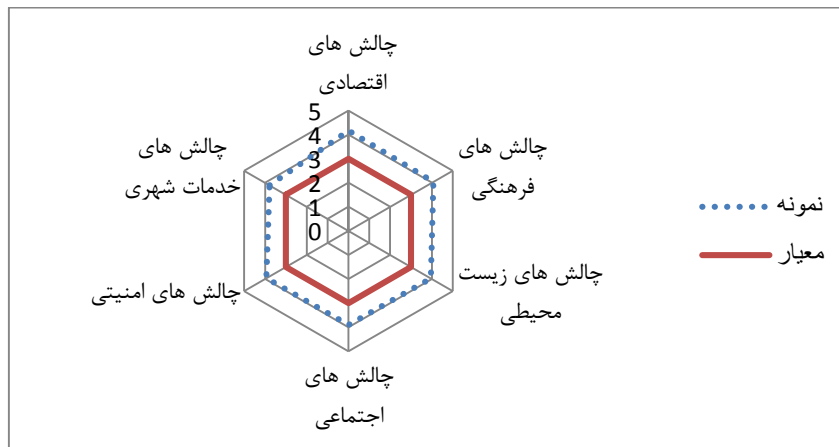 چالش های
اقتصادی
5
4
3
2
1
0
چالش های
فرهنگی
چالش های زیست
محیطی
چالش های
اجتماعی
چالش های امنیتی
چالش های
خدمات شهری
نمونه
معیار